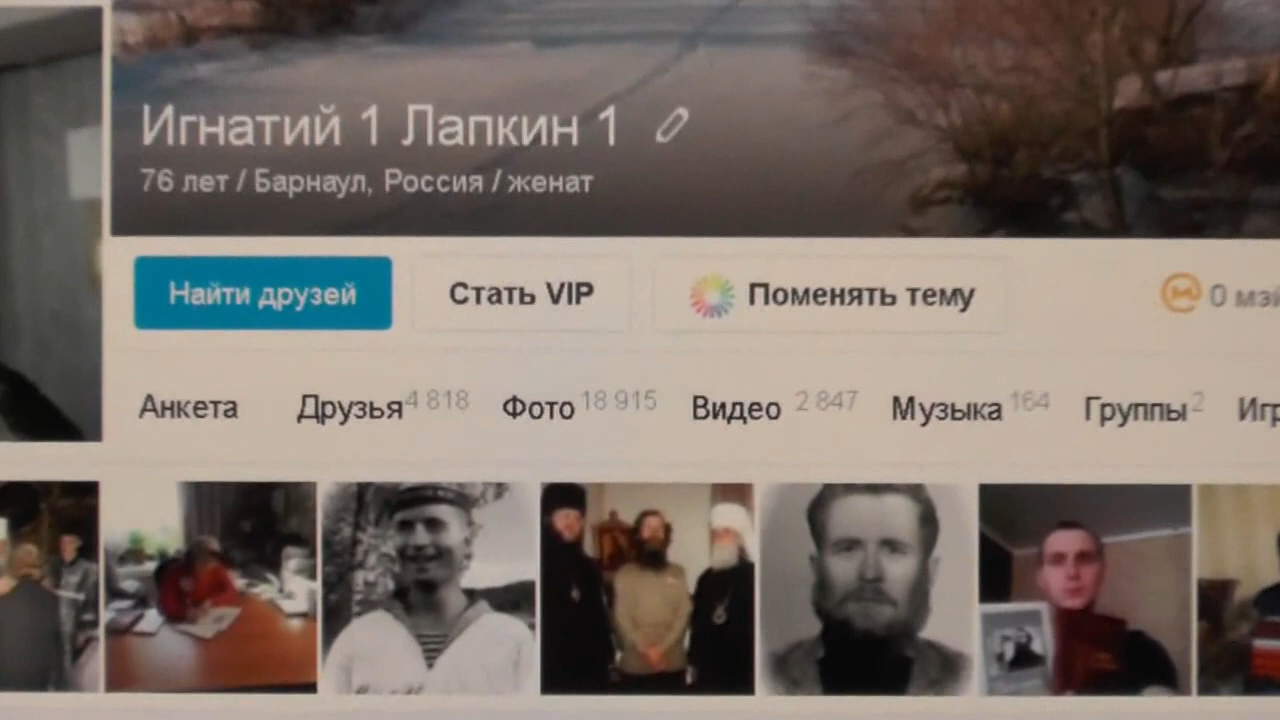 Игнатий 1 Лапкин 1
76 лет / Барнаул, Россия / женат
Найти друзей Стать VIP Поменять тему 0
Анкета Друзья 4 818 Фото 18 915 Видео 2 847 Музыка 164 Группы 2